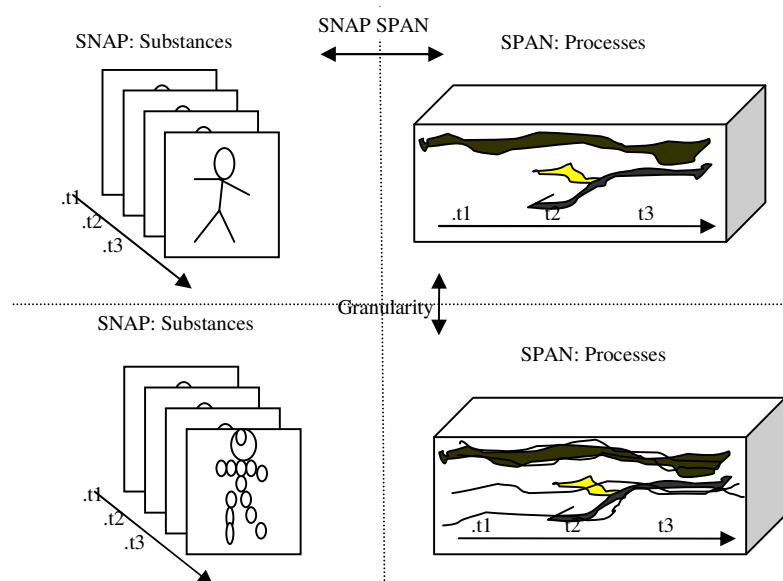 SNAP SPAN
SNAP: Substances
SPAN: Processes
.t1
.t2
.t3
.t1
t2
t3
Granularity
SNAP: Substances
SPAN: Processes
.t1
.t2
.t3
.t1
t2
t3